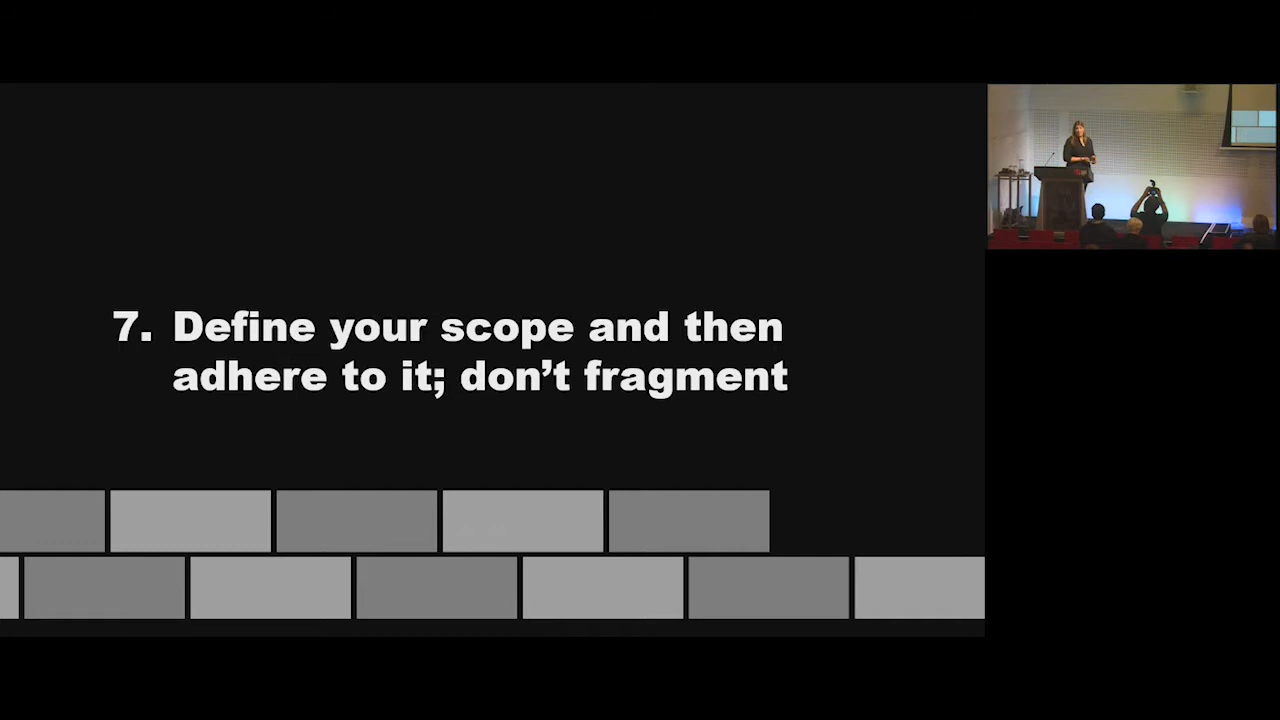 7. Define your scope and then
adhere to it; don’t fragment